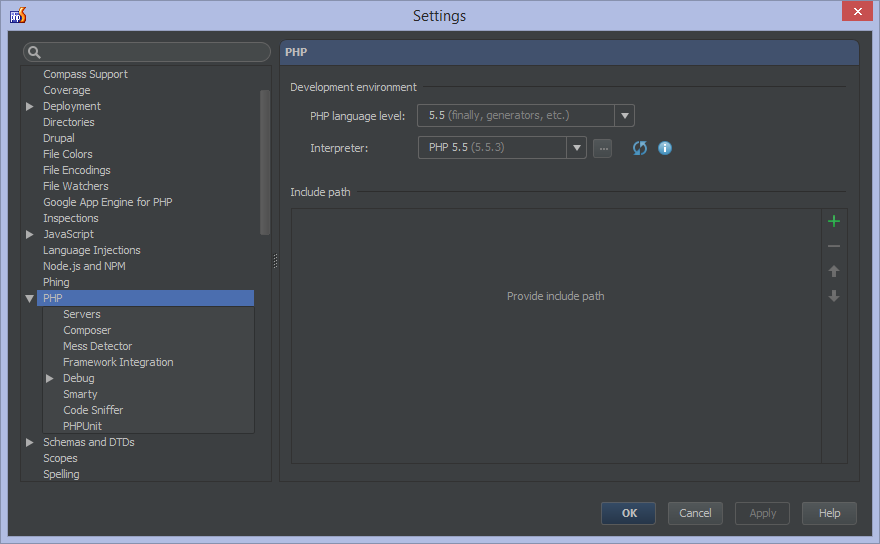 php
Settings
Compass Support
Coverage
Deployment
Directories
Drupal
File Colors
File Encodings
File Watchers
Google App Engine for PHP
Inspections
JavaScript
Language Injections
Node.js and NPM
Phing
PHP
Servers
Composer
Mess Detector
Framework Integration
Debug
Smarty
Code Sniffer
PHPUnit
Schemas and DTDs
Scopes
Spelling
PHP
Development environment
PHP language level: 5.5 (finally, generators, etc.)
Interpreter: PHP 5.5 (5.5.3) ...
Include path
Provide include path
OK Cancel Apply Help